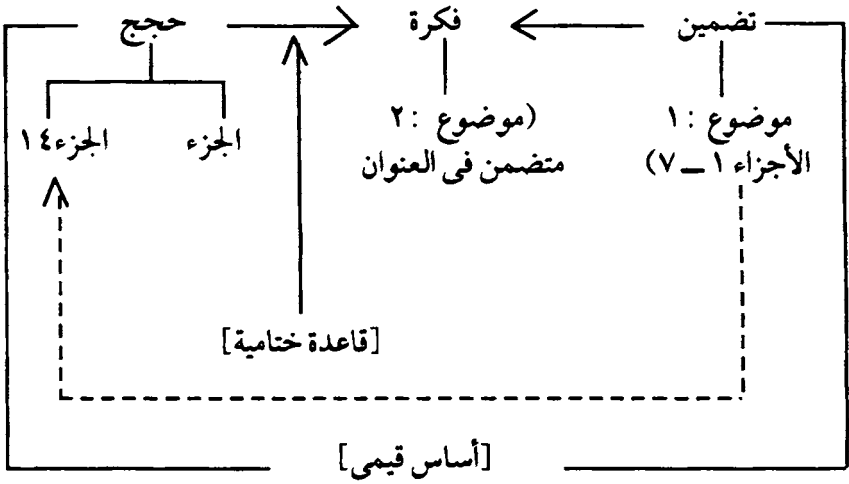 تضمين فكرة حجج
موضوع : ١ (موضوع : ٢ الجزء الجزء١٤
الأجزاء ١ – ٧) متضمن فى العنوان
[قاعدة ختامية]
[أساس قيمى]